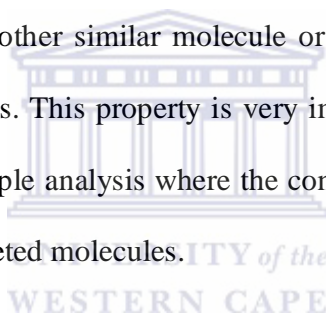 other similar molecule or
s. This property is very in
ple analysis where the con
eted molecules.
UNIVERSITY of the
WESTERN CAPE